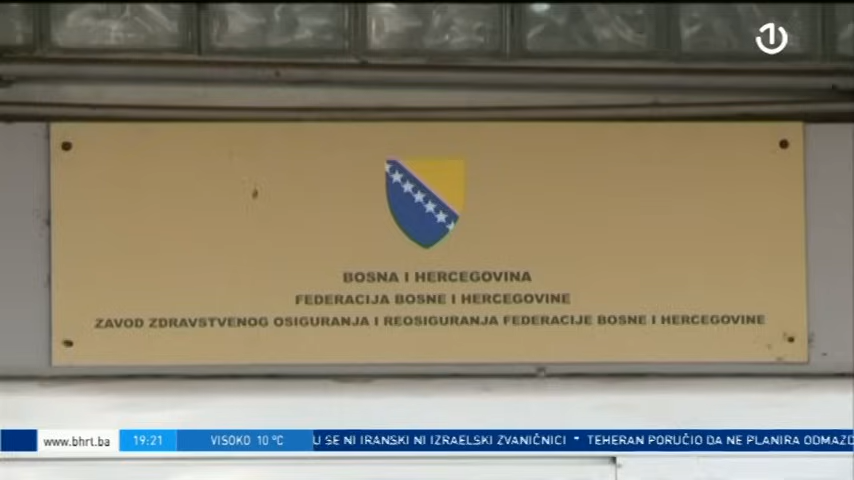 BOSNA I HERCEGOVINA
FEDERACIJA BOSNE I HERCEGOVINE
ZAVOD ZDRAVSTVENOG OSIGURANJA I REOSIGURANJA FEDERACIJE BOSNE I HERCEGOVINE
www.bhrt.ba 19:21 VISOKO 10 °C U SE NI IRANSKI NI IZRAELSKI ZVANIČNICI * TEHERAN PORUČIO DA NE PLANIRA ODMAZD